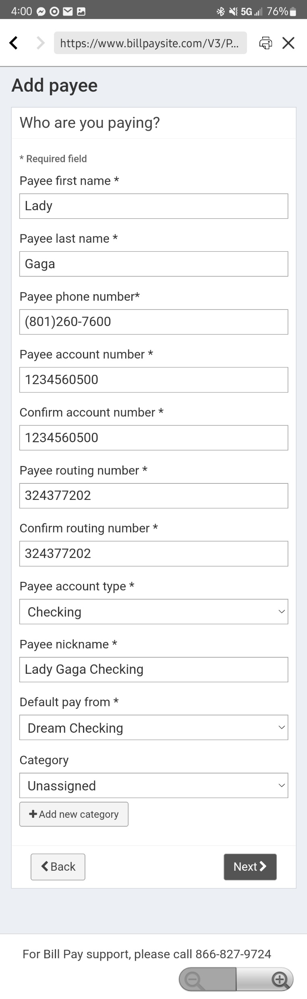 4:00 5G 76%
https://www.billpaysite.com/V3/P...
Add payee
Who are you paying?
* Required field
Payee first name *
Lady
Payee last name *
Gaga
Payee phone number*
(801)260-7600
Payee account number *
1234560500
Confirm account number *
1234560500
Payee routing number *
324377202
Confirm routing number *
324377202
Payee account type *
Checking
Payee nickname *
Lady Gaga Checking
Default pay from *
Dream Checking
Category
Unassigned
+ Add new category
Back
Next
For Bill Pay support, please call 866-827-9724